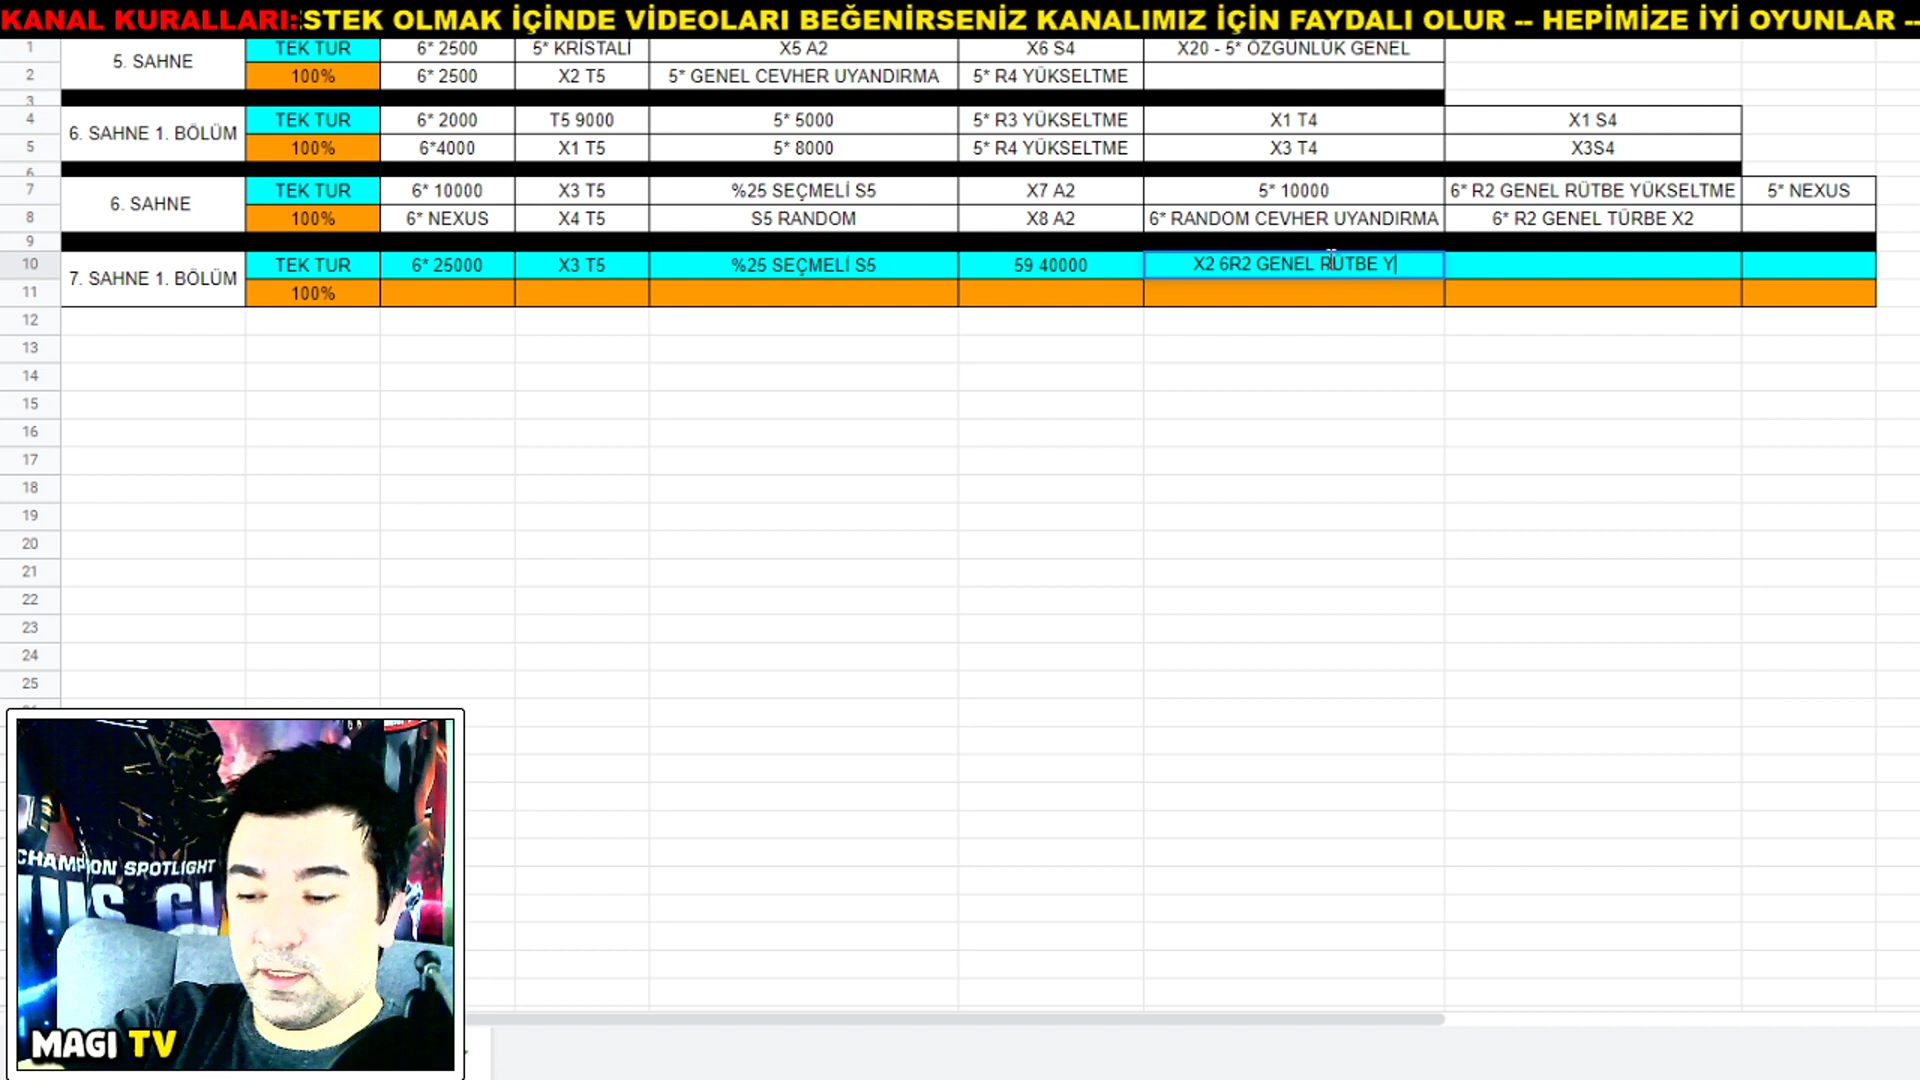 KANAL KURALLARI: STEK OLMAK İÇİNDE VİDEOLARI BEĞENİRSENİZ KANALIMIZ İÇİN FAYDALI OLUR -- HEPİMİZE İYİ OYUNLAR --
1 5. SAHNE TEK TUR 6* 2500 5* KRİSTALİ X5 A2 X6 S4 X20 - 5* ÖZGÜNLÜK GENEL
2 100% 6* 2500 X2 T5 5* GENEL CEVHER UYANDIRMA 5* R4 YÜKSELTME
3
4 6. SAHNE 1. BÖLÜM TEK TUR 6* 2000 T5 9000 5* 5000 5* R3 YÜKSELTME X1 T4 X1 S4
5 100% 6*4000 X1 T5 5* 8000 5* R4 YÜKSELTME X3 T4 X3S4
6
7 6. SAHNE TEK TUR 6* 10000 X3 T5 %25 SEÇMELİ S5 X7 A2 5* 10000 6* R2 GENEL RÜTBE YÜKSELTME 5* NEXUS
8 100% 6* NEXUS X4 T5 S5 RANDOM X8 A2 6* RANDOM CEVHER UYANDIRMA 6* R2 GENEL TÜRBE X2
9
10 7. SAHNE 1. BÖLÜM TEK TUR 6* 25000 X3 T5 %25 SEÇMELİ S5 59 40000 X2 6R2 GENEL RÜTBE Y
11 100%
12
13
14
15
16
17
18
19
20
21
22
23
24
25
CHAMPION SPOTLIGHT
MAGI TV